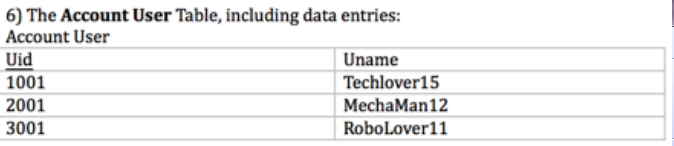 6) The Account User Table, including data entries:
Account User
Uid Uname
1001 Techlover15
2001 MechaMan12
3001 RoboLover11